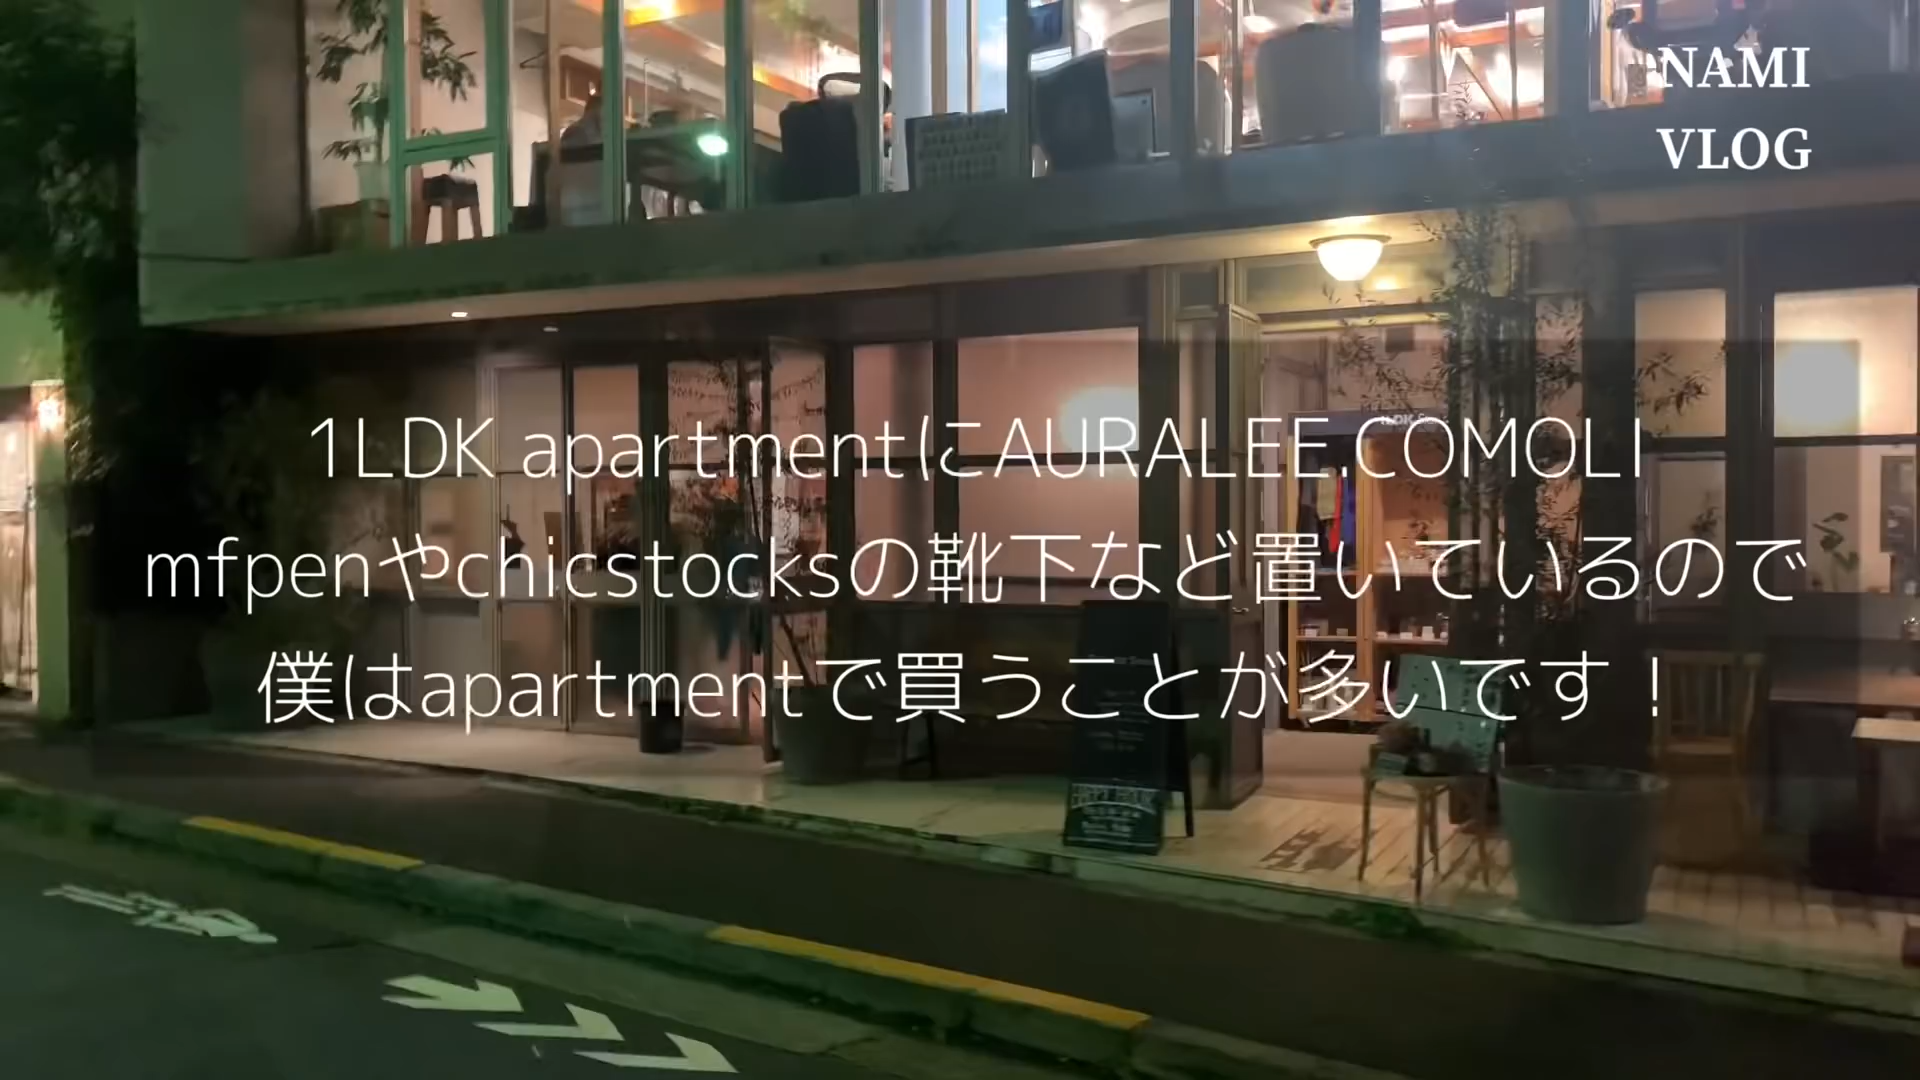 NAMI
VLOG
1LDK apartmentにAURALEE.COMOLI
mfpenやchicstocksの靴下など置いているので
僕はapartmentで買うことが多いです！
1LDK
HAPPY HOUR